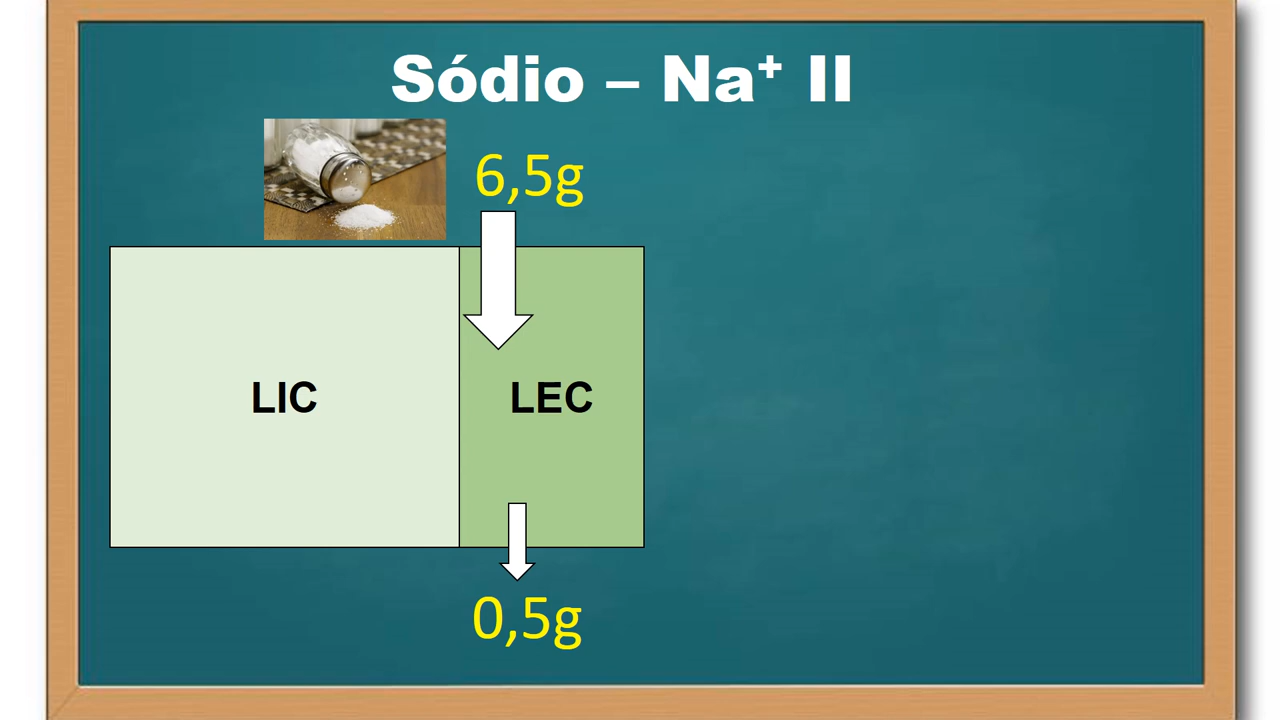 Sódio – Na⁺ II
6,5g
LIC
LEC
0,5g